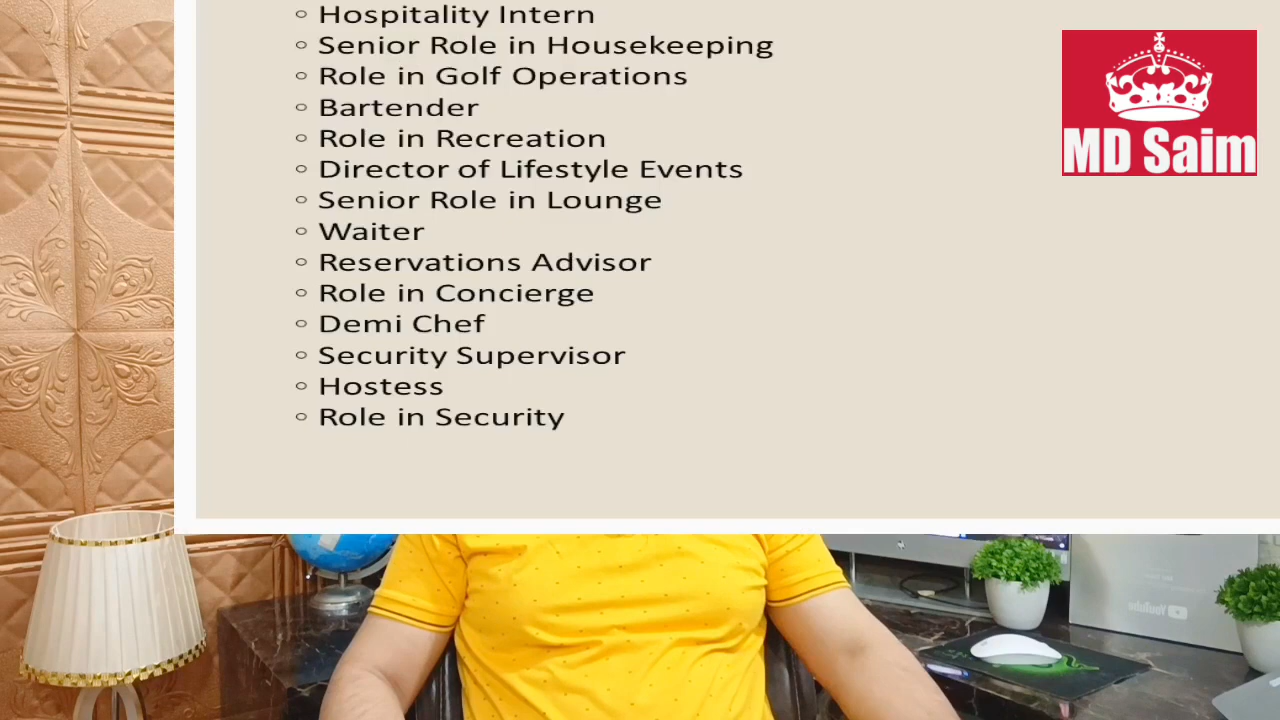 Hospitality Intern
Senior Role in Housekeeping
Role in Golf Operations
Bartender
Role in Recreation
Director of Lifestyle Events
Senior Role in Lounge
Waiter
Reservations Advisor
Role in Concierge
Demi Chef
Security Supervisor
Hostess
Role in Security
MD Saim
YouTube